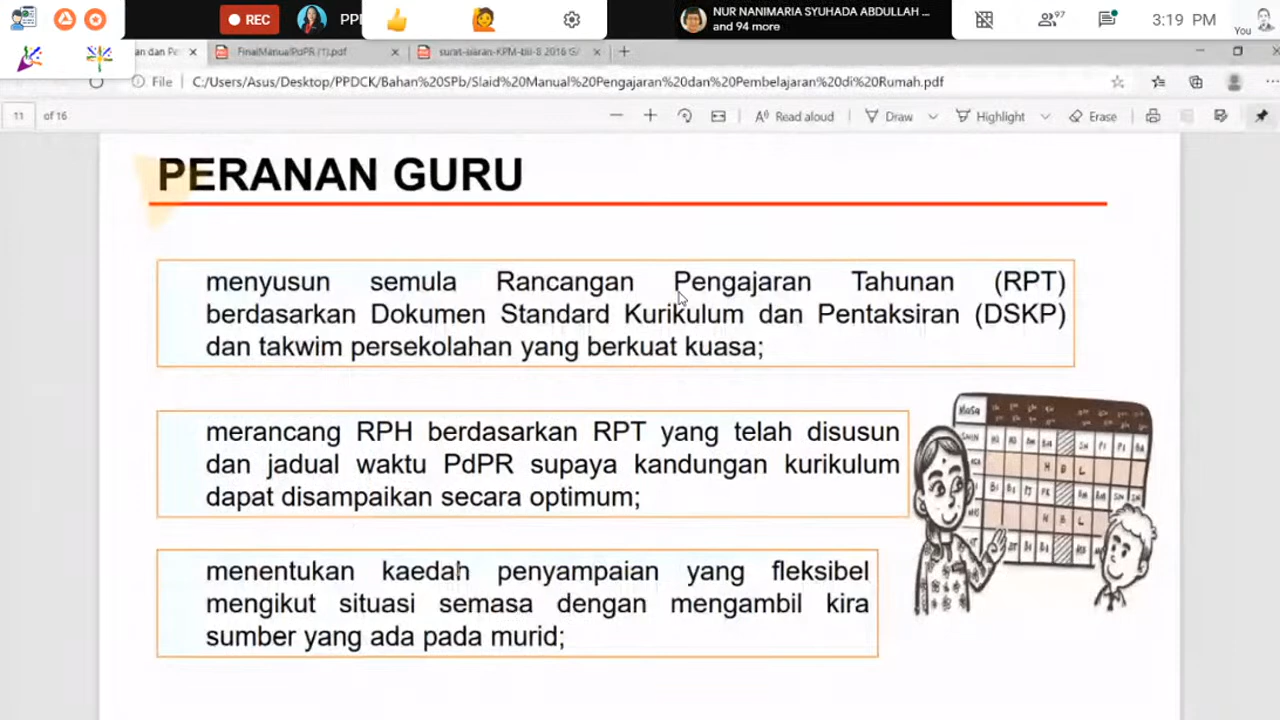 REC
PPI
NUR NANIMARIA SYUHADA ABDULLAH ...
and 94 more
97
3:19 PM
You
FinalManualPdPR (1).pdf
File
C:/Users/Asus/Desktop/PPDCK/Bahan%20SPb/Slaid%20Manual%20Pengajaran%20dan%20Pembelajaran%20di%20Rumah.pdf
11 of 16
Read aloud
Draw
Highlight
Erase
PERANAN GURU
menyusun semula Rancangan Pengajaran Tahunan (RPT)
berdasarkan Dokumen Standard Kurikulum dan Pentaksiran (DSKP)
dan takwim persekolahan yang berkuat kuasa;
merancang RPH berdasarkan RPT yang telah disusun
dan jadual waktu PdPR supaya kandungan kurikulum
dapat disampaikan secara optimum;
menentukan kaedah penyampaian yang fleksibel
mengikut situasi semasa dengan mengambil kira
sumber yang ada pada murid;